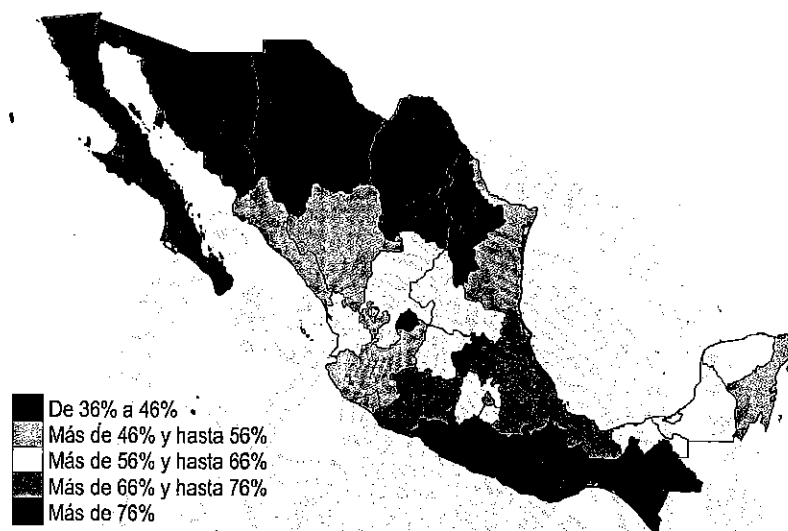 De 36% a 46%
Más de 46% y hasta 56%
Más de 56% y hasta 66%
Más de 66% y hasta 76%
Más de 76%